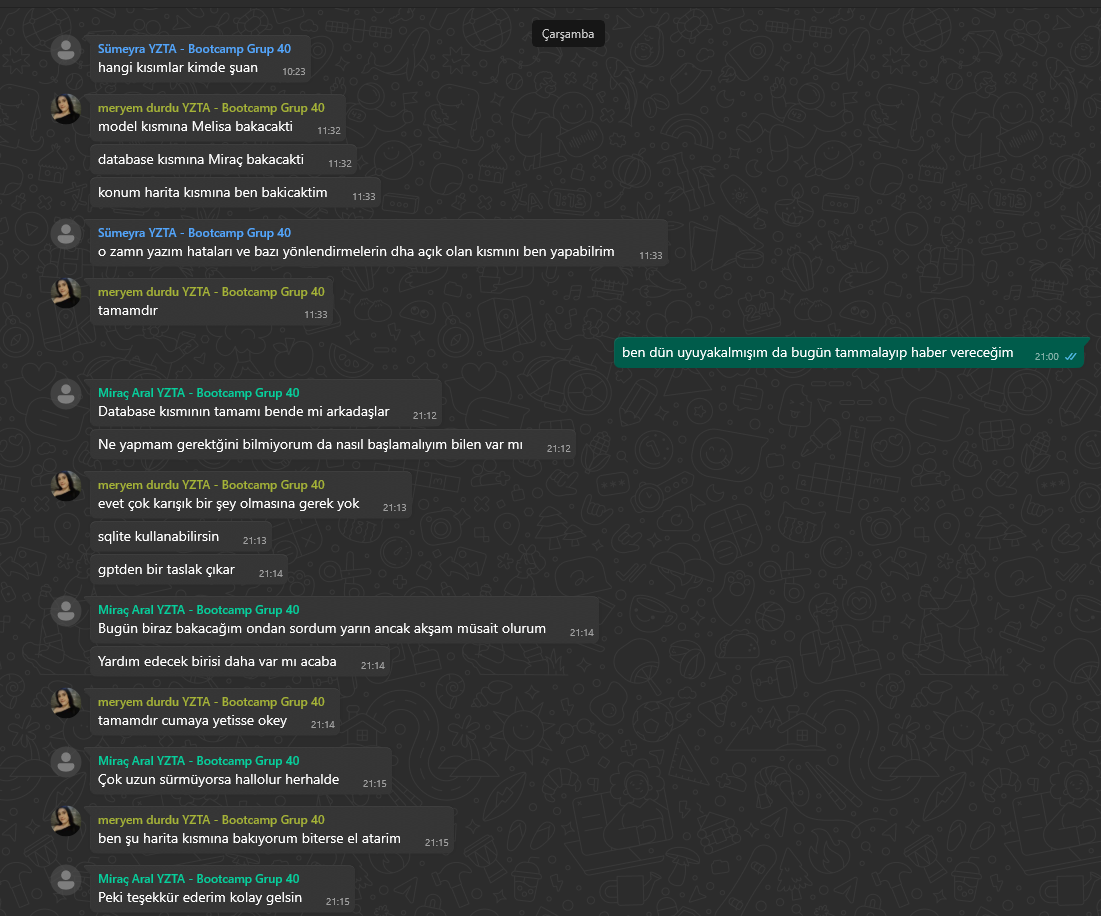 Çarşamba
Sümeyra YZTA - Bootcamp Grup 40
hangi kısımlar kimde şuan 10:23
meryem durdu YZTA - Bootcamp Grup 40
model kısmına Melisa bakacakti 11:32
database kısmına Miraç bakacakti 11:32
konum harita kısmına ben bakicaktim 11:33
Sümeyra YZTA - Bootcamp Grup 40
o zamn yazım hataları ve bazı yönlendirmelerin dha açık olan kısmını ben yapabilrim 11:33
meryem durdu YZTA - Bootcamp Grup 40
tamamdır 11:33
ben dün uyuyakalmışım da bugün tammalayıp haber vereceğim 21:00
Miraç Aral YZTA - Bootcamp Grup 40
Database kısmının tamamı bende mi arkadaşlar 21:12
Ne yapmam gerektğini bilmiyorum da nasıl başlamalıyım bilen var mı 21:12
meryem durdu YZTA - Bootcamp Grup 40
evet çok karışık bir şey olmasına gerek yok 21:13
sqlite kullanabilirsin 21:13
gptden bir taslak çıkar 21:14
Miraç Aral YZTA - Bootcamp Grup 40
Bugün biraz bakacağım ondan sordum yarın ancak akşam müsait olurum 21:14
Yardım edecek birisi daha var mı acaba 21:14
meryem durdu YZTA - Bootcamp Grup 40
tamamdır cumaya yetisse okey 21:14
Miraç Aral YZTA - Bootcamp Grup 40
Çok uzun sürmüyorsa hallolur herhalde 21:15
meryem durdu YZTA - Bootcamp Grup 40
ben şu harita kısmına bakıyorum biterse el atarim 21:15
Miraç Aral YZTA - Bootcamp Grup 40
Peki teşekkür ederim kolay gelsin 21:15